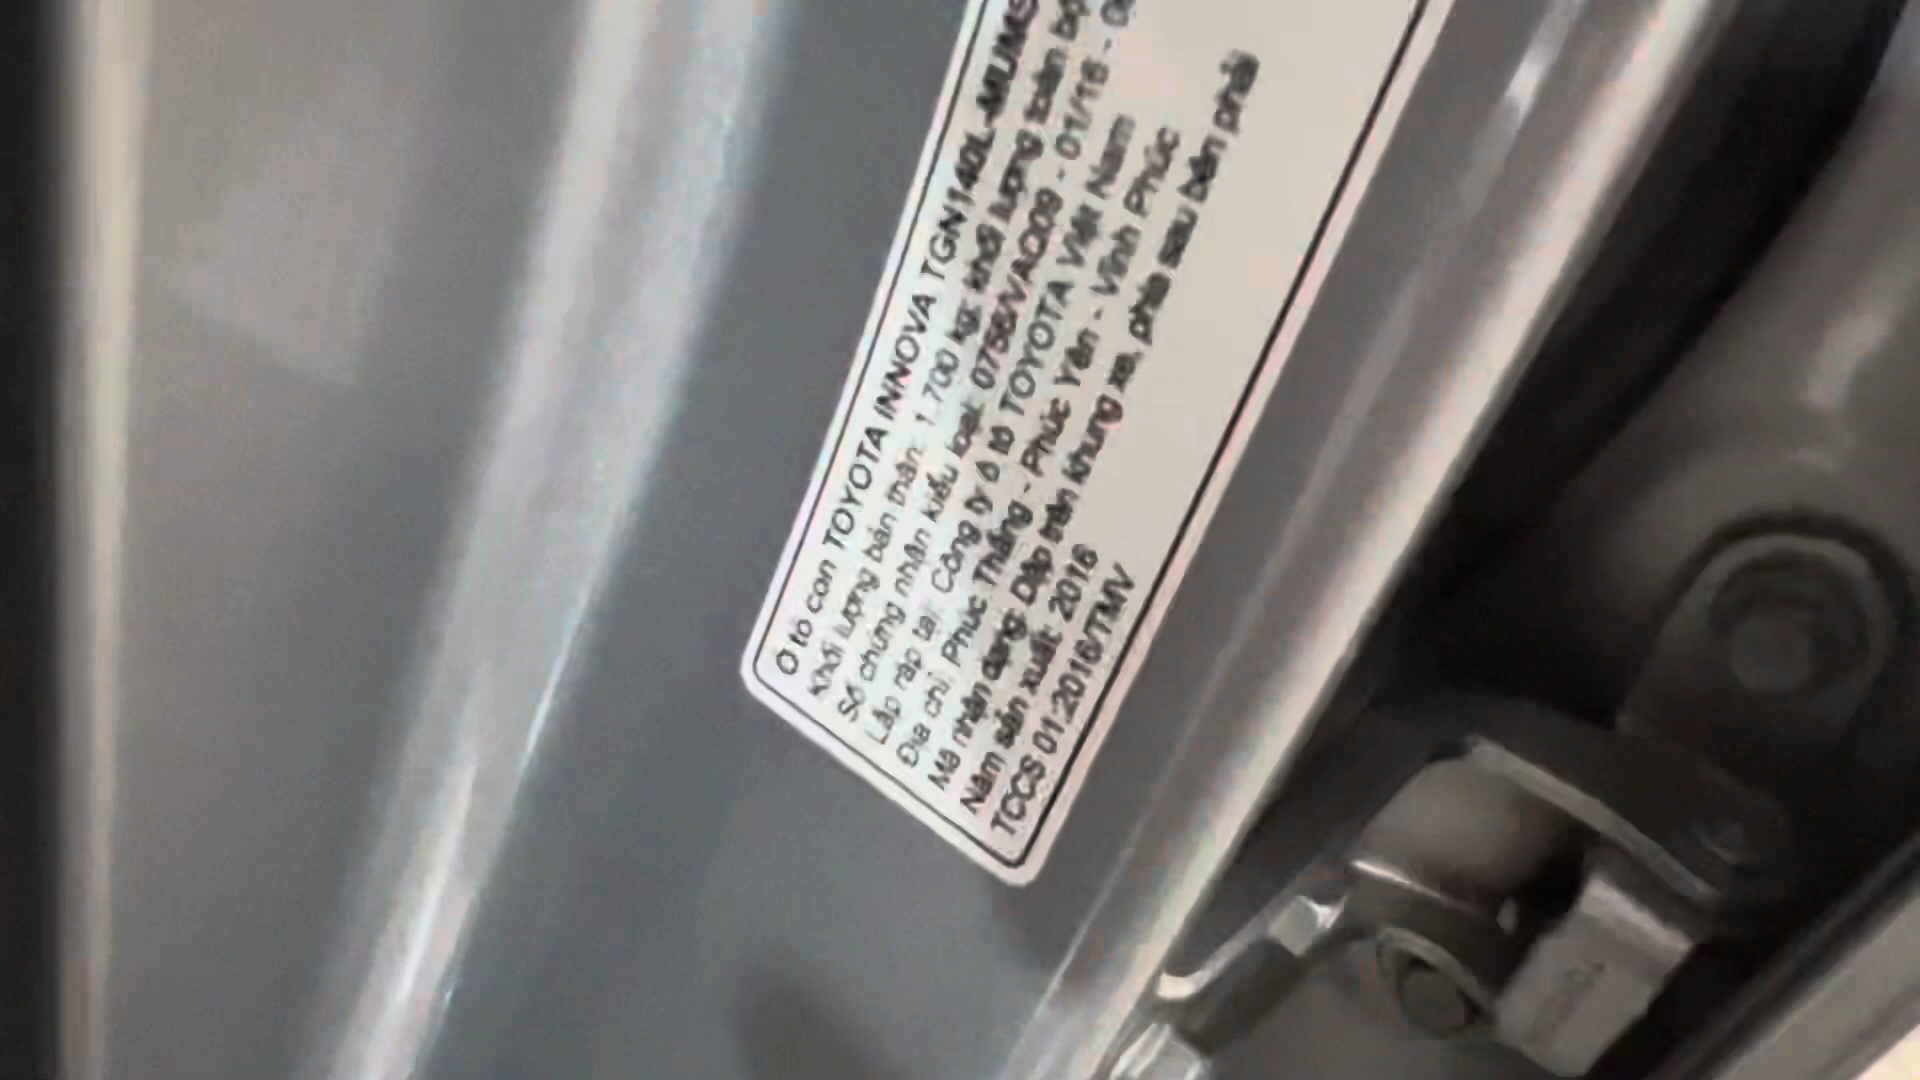 Ô tô con TOYOTA INNOVA TGN140L-MUM
Khối lượng bản thân: 1.700 kg; khối lượng toàn bộ
Số chứng nhận kiểu loại: 0756/VAQ09 - 01/16 - 0
Lắp ráp tại: Công ty ô tô TOYOTA Việt Nam
Địa chỉ: Phúc Thắng - Phúc Yên - Vĩnh Phúc
Mã nhận dạng: Dập trên khung xe, phía sau bên phải
Năm sản xuất: 2016
TCCS 01:2016/TMV